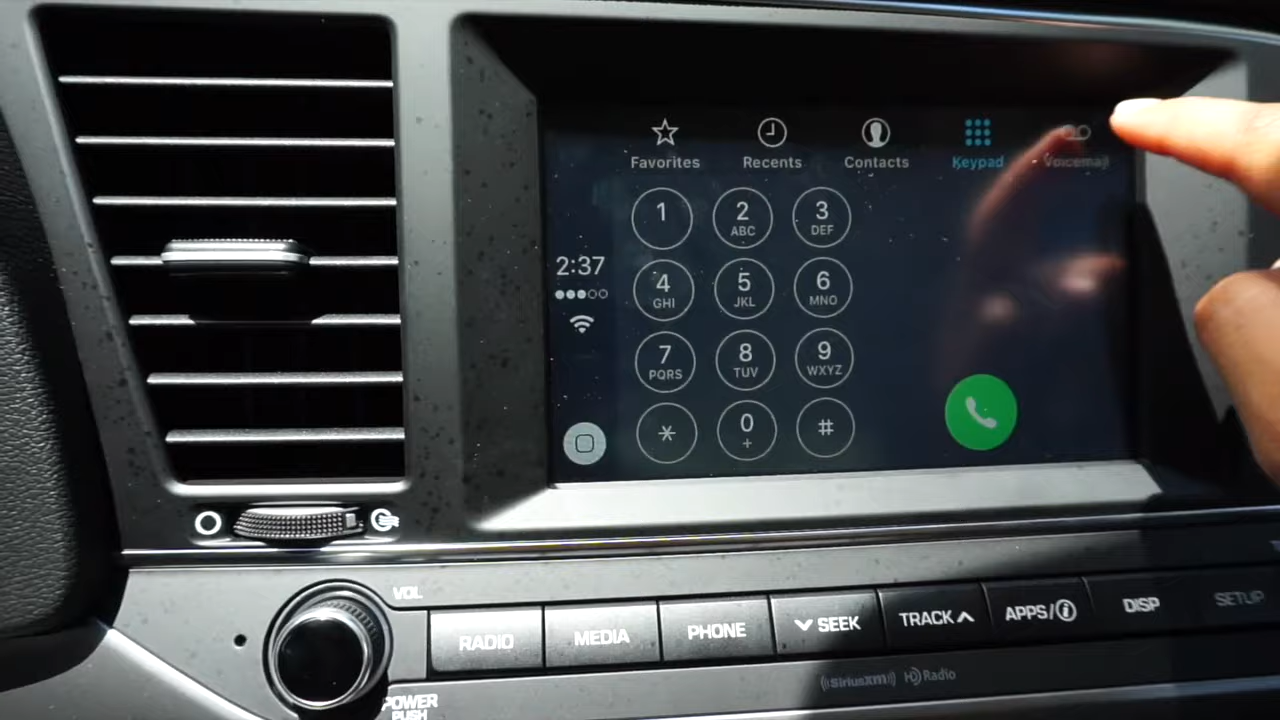 Favorites Recents Contacts Keypad Voicemail
1 2 3
ABC DEF
2:37
4 5 6
GHI JKL MNO
7 8 9
PQRS TUV WXYZ
* 0 #
+
VOL
RADIO MEDIA PHONE SEEK TRACK APPS/i DISP SETUP
POWER
PUSH
SiriusXM HD Radio